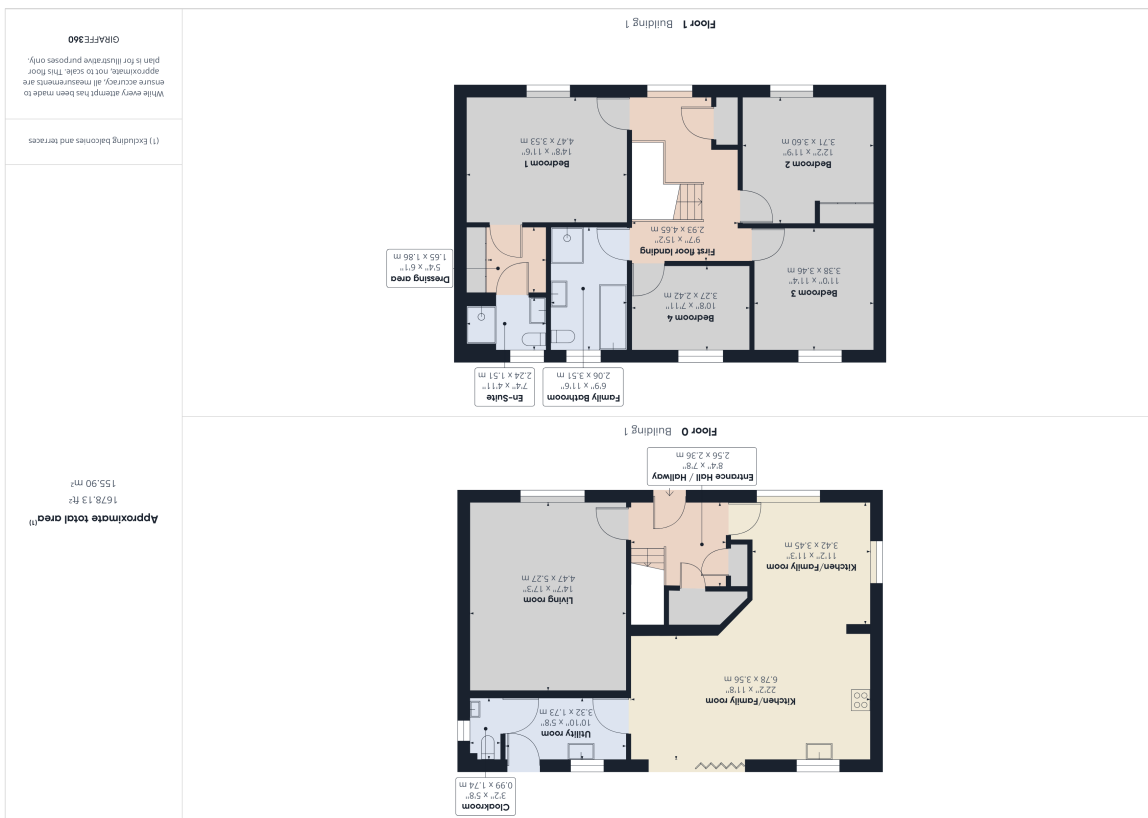 Cloakroom
3'2" x 5'8"
0.99 x 1.74 m
Utility room
10'10" x 5'8"
3.32 x 1.73 m
Kitchen/Family room
22'2" x 11'8"
6.78 x 3.56 m
Living room
14'7" x 17'3"
4.47 x 5.27 m
Kitchen/Family room
11'2" x 11'3"
3.42 x 3.45 m
Entrance Hall / Hallway
8'4" x 7'8"
2.56 x 2.36 m
Floor 0 Building 1
Family Bathroom
6'9" x 11'6"
2.06 x 3.51 m
En-Suite
7'4" x 4'11"
2.24 x 1.51 m
Bedroom 4
10'8" x 7'11"
3.27 x 2.42 m
Bedroom 3
11'0" x 11'4"
3.38 x 3.46 m
Dressing area
5'4" x 6'1"
1.65 x 1.86 m
First floor landing
9'7" x 15'2"
2.93 x 4.65 m
Bedroom 2
12'2" x 11'9"
3.71 x 3.60 m
Bedroom 1
14'8" x 11'6"
4.47 x 3.53 m
Floor 1 Building 1
Approximate total area(1)
1678.13 ft²
155.90 m²
(1) Excluding balconies and terraces
While every attempt has been made to
ensure accuracy, all measurements are
approximate, not to scale. This floor
plan is for illustrative purposes only.
GIRAFFE360